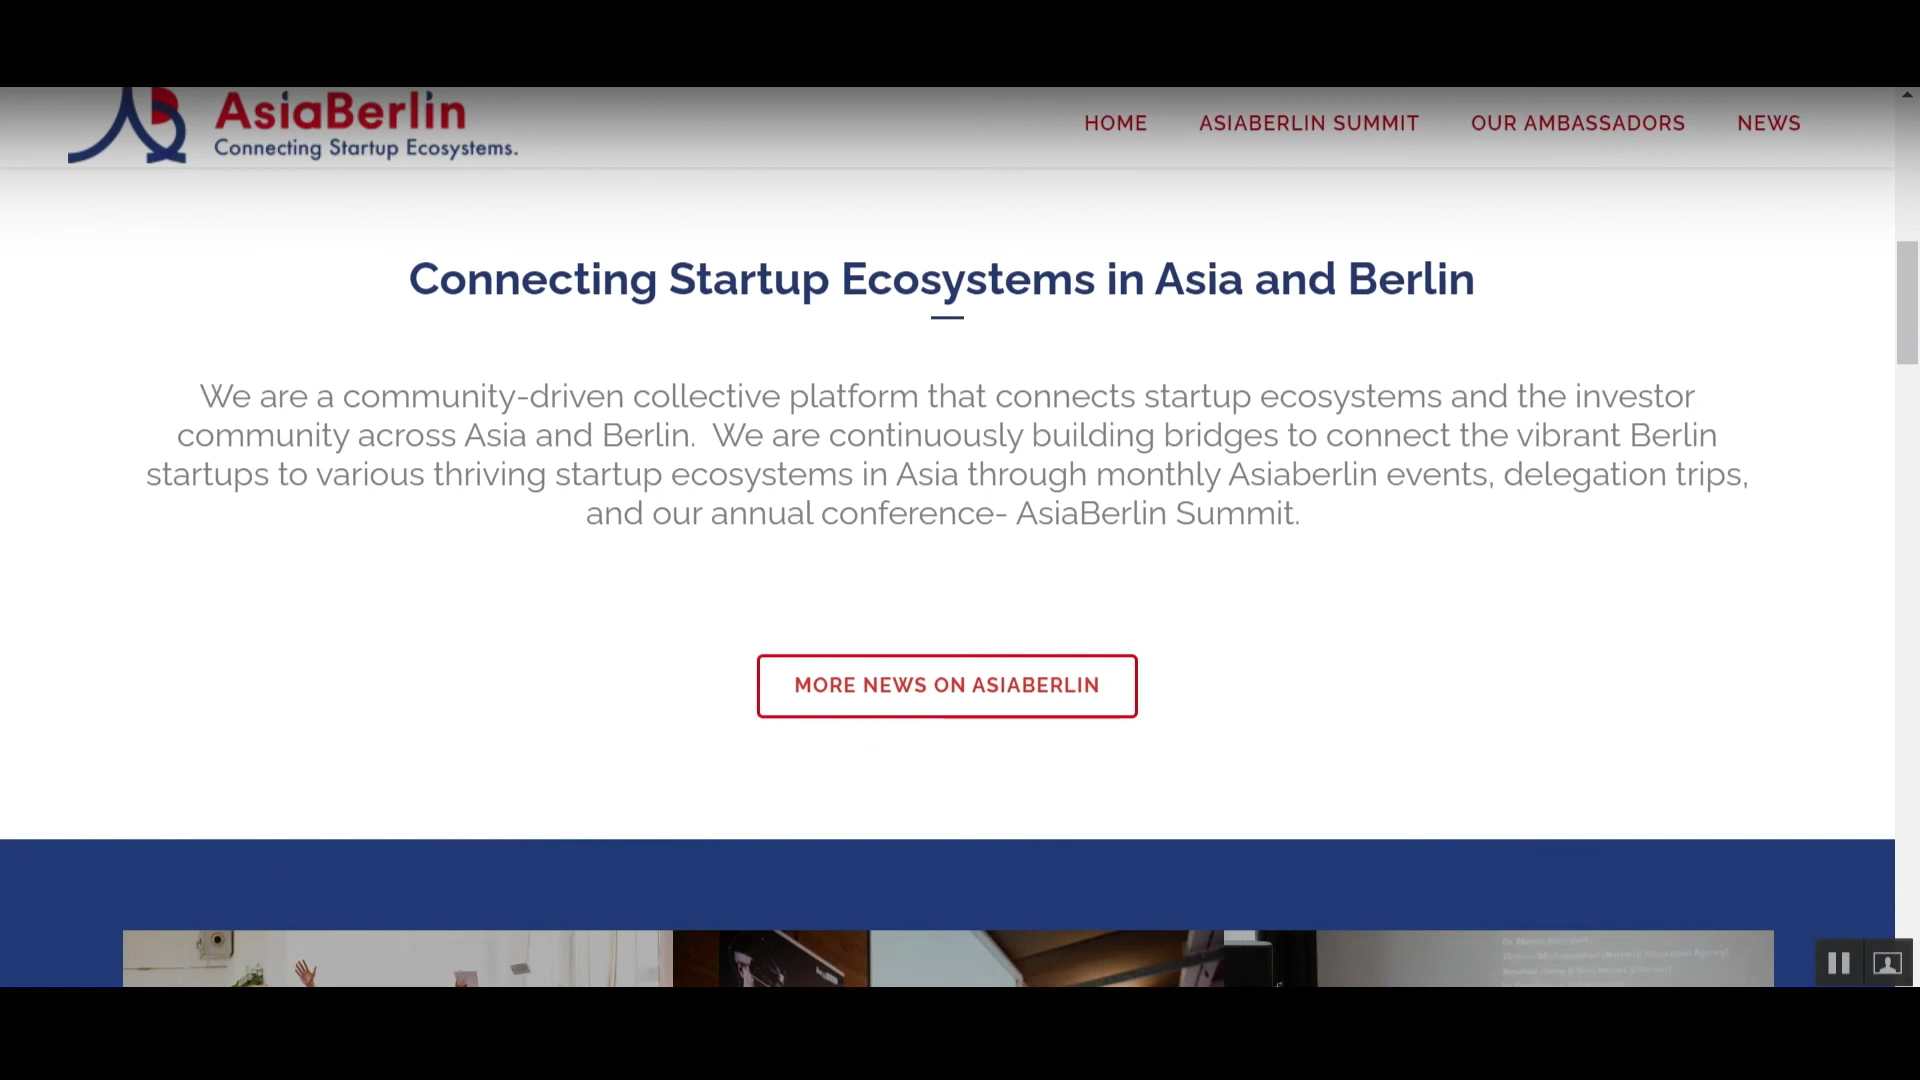 AsiaBerlin
Connecting Startup Ecosystems.
HOME
ASIABERLIN SUMMIT
OUR AMBASSADORS
NEWS
Connecting Startup Ecosystems in Asia and Berlin
We are a community-driven collective platform that connects startup ecosystems and the investor
community across Asia and Berlin. We are continuously building bridges to connect the vibrant Berlin
startups to various thriving startup ecosystems in Asia through monthly Asiaberlin events, delegation trips,
and our annual conference- AsiaBerlin Summit.
MORE NEWS ON ASIABERLIN